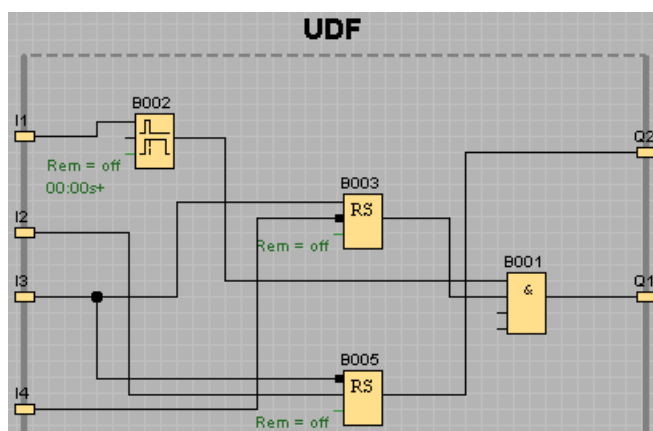 UDF
B002
I1
Q2
Rem = off
00:00s+
B003
RS
I2
Rem = off
B001
&
I3
Q1
B005
RS
I4
Rem = off